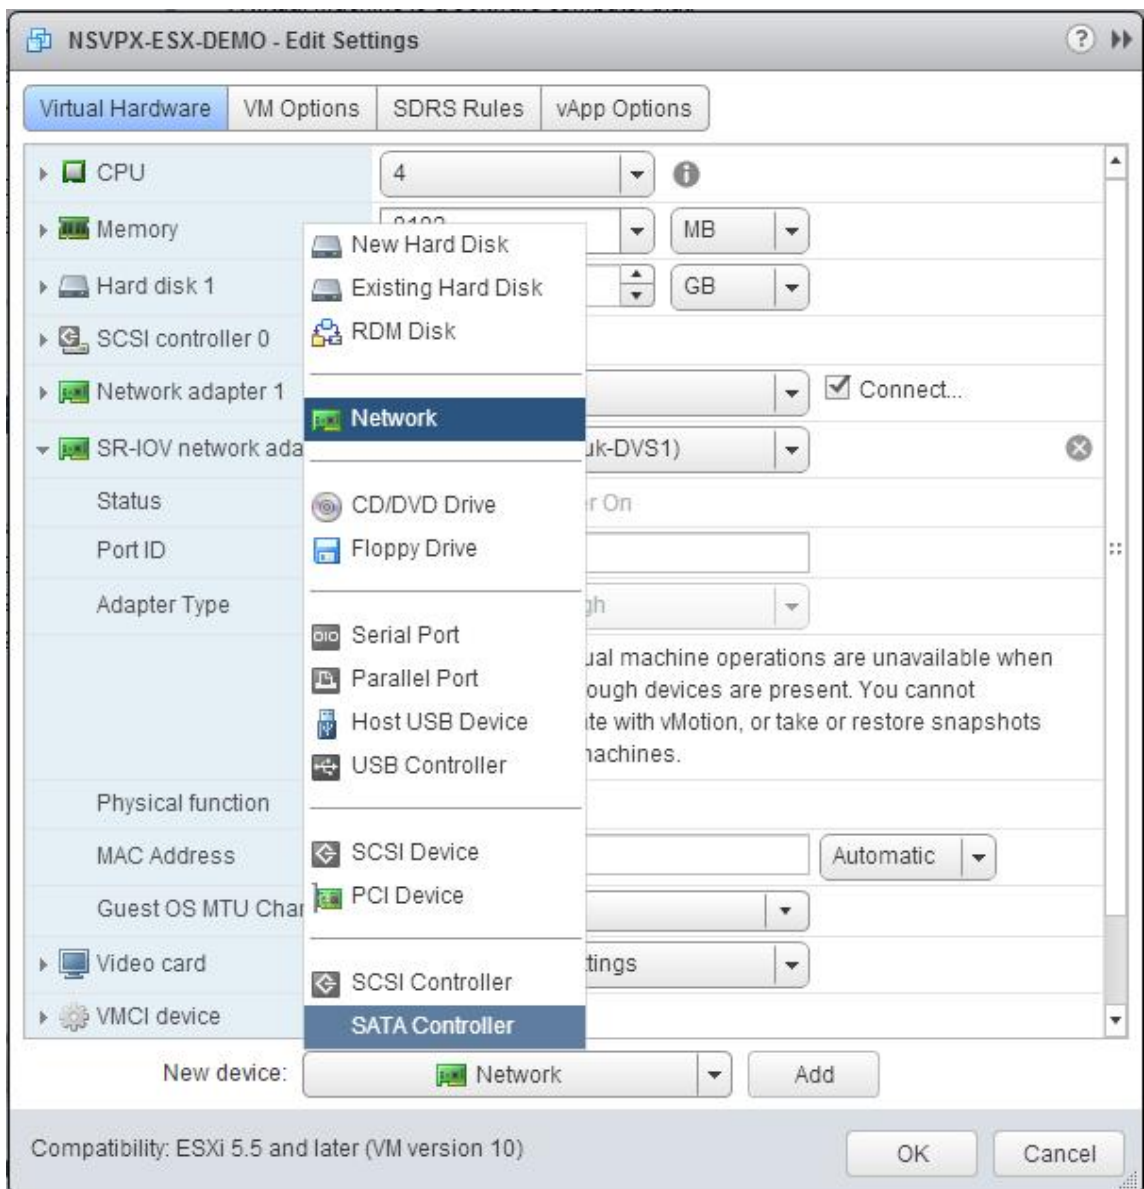 NSVPX-ESX-DEMO - Edit Settings
Virtual Hardware VM Options SDRS Rules vApp Options
CPU 4
Memory MB
Hard disk 1 GB
SCSI controller 0
Network adapter 1 Connect...
SR-IOV network ada uk-DVS1)
Status r On
Port ID
Adapter Type gh
ual machine operations are unavailable when
ough devices are present. You cannot
te with vMotion, or take or restore snapshots
machines.
Physical function
MAC Address Automatic
Guest OS MTU Cha
Video card ttings
VMCI device
New Hard Disk
Existing Hard Disk
RDM Disk
Network
CD/DVD Drive
Floppy Drive
Serial Port
Parallel Port
Host USB Device
USB Controller
SCSI Device
PCI Device
SCSI Controller
SATA Controller
New device: Network Add
Compatibility: ESXi 5.5 and later (VM version 10)
OK Cancel